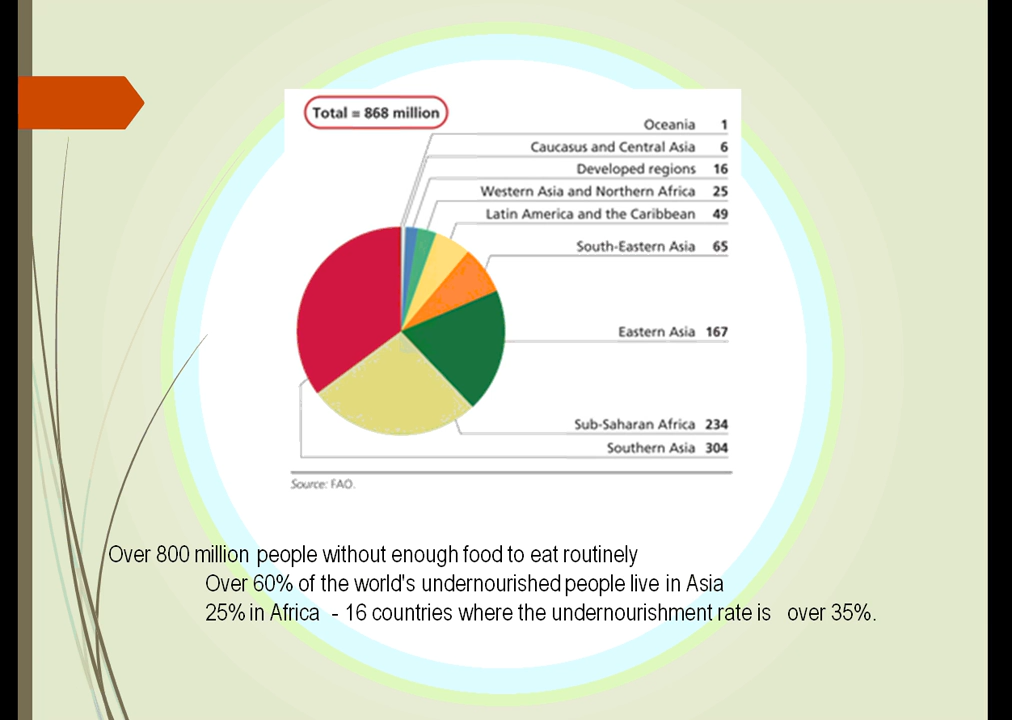 Total = 868 million
Oceania 1
Caucasus and Central Asia 6
Developed regions 16
Western Asia and Northern Africa 25
Latin America and the Caribbean 49
South-Eastern Asia 65
Eastern Asia 167
Sub-Saharan Africa 234
Southern Asia 304
Source: FAO.
Over 800 million people without enough food to eat routinely
Over 60% of the world's undernourished people live in Asia
25% in Africa - 16 countries where the undernourishment rate is over 35%.